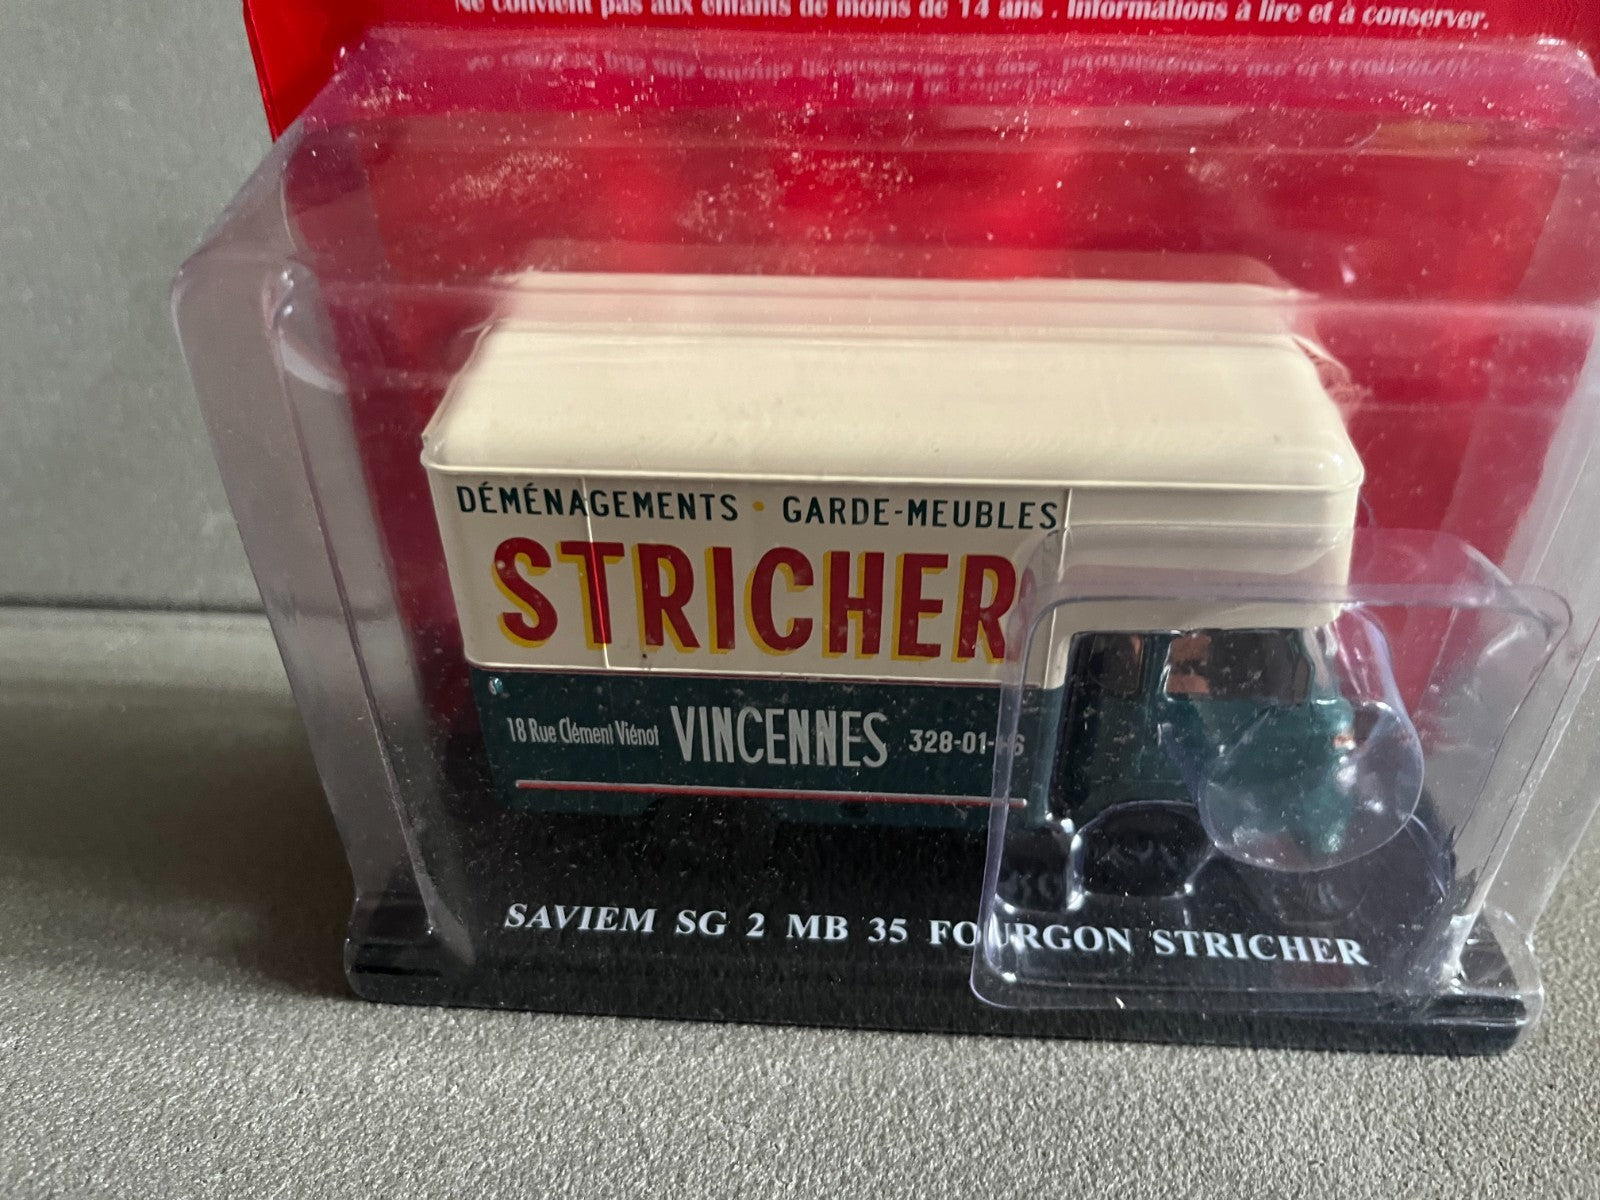 Ne convient pas aux enfants de moins de 14 ans . Informations à lire et à conserver.
DÉMÉNAGEMENTS • GARDE-MEUBLES
STRICHER
18 Rue Clément Viénot VINCENNES
SAVIEM SG 2 MB 35 FOURGON STRICHER